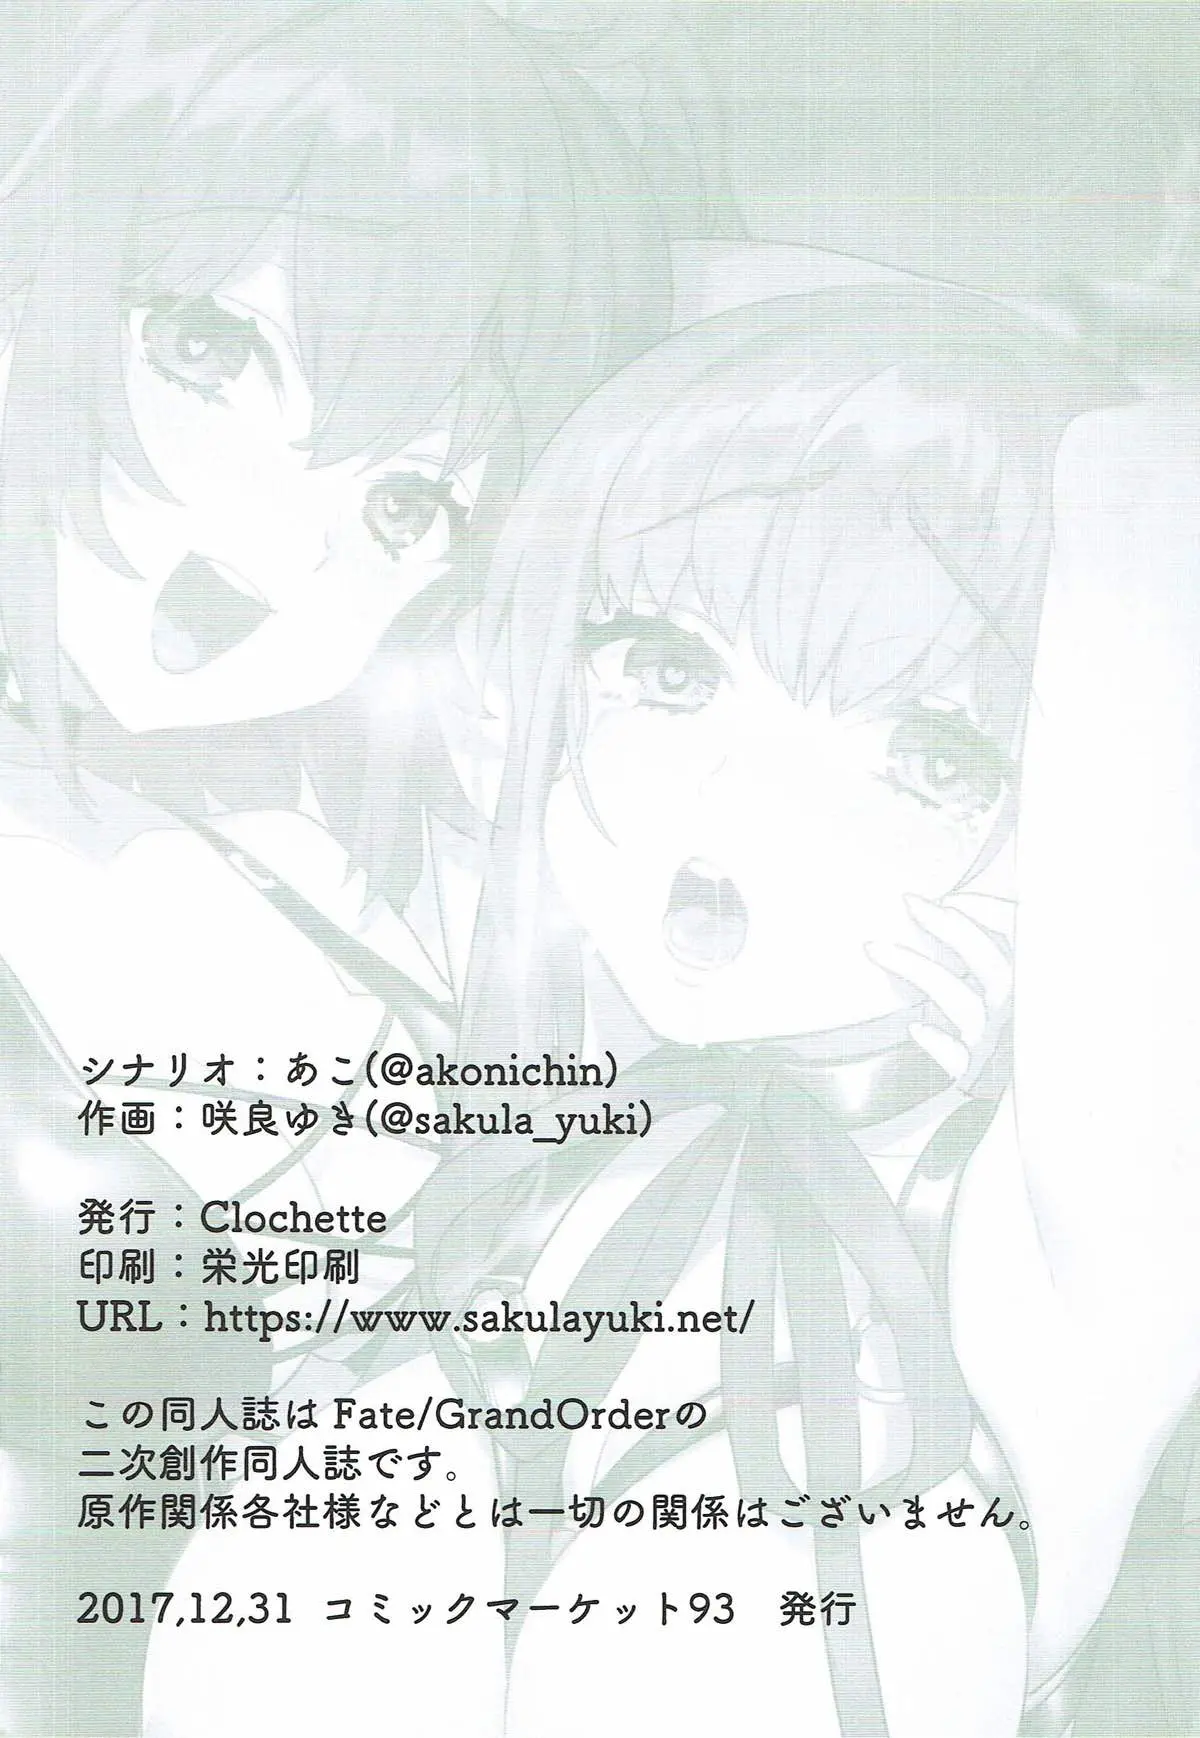 シナリオ：あこ(@akonichin)
作画：咲良ゆき(@sakula_yuki)
発行：Clochette
印刷：栄光印刷
URL：https://www.sakulayuki.net/
この同人誌は Fate/GrandOrderの
二次創作同人誌です。
原作関係各社様などとは一切の関係はございません。
2017,12,31 コミックマーケット93　発行